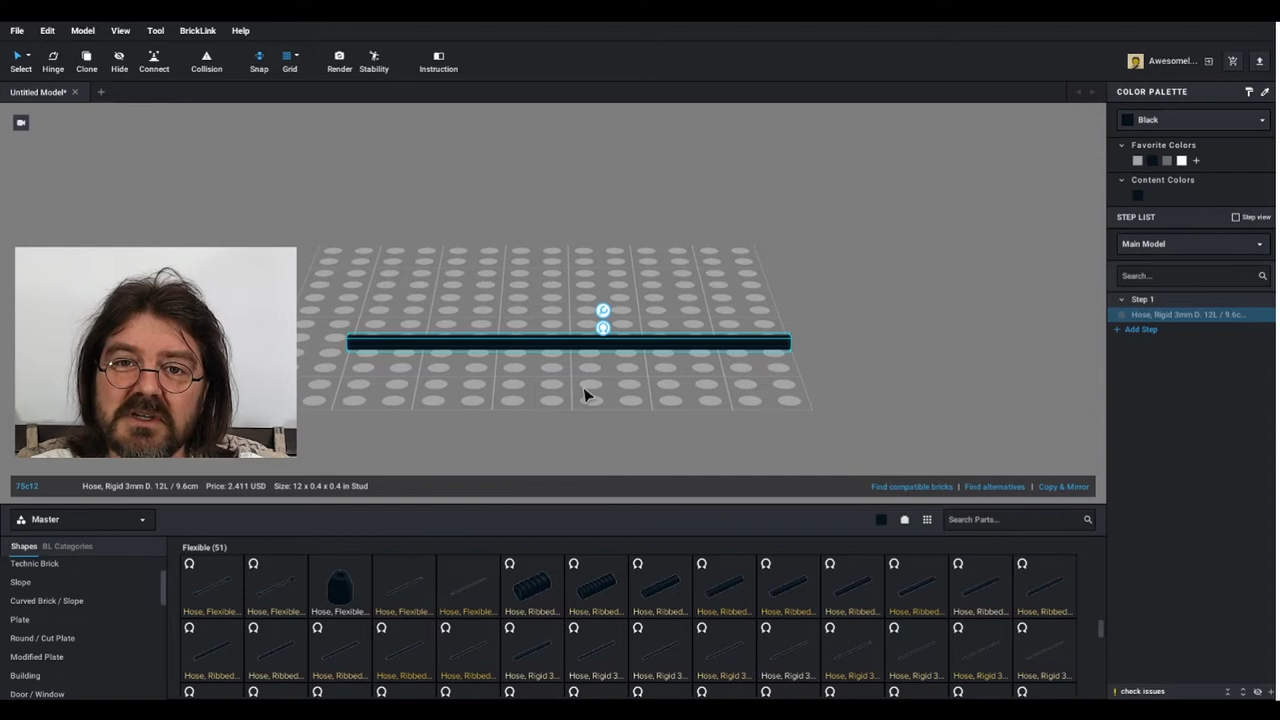 File Edit Model View Tool BrickLink Help
Select Hinge Clone Hide Connect Collision Snap Grid Render Stability Instruction
Awesomel...
Untitled Model*
COLOR PALETTE
Black
Favorite Colors
Content Colors
STEP LIST
Step view
Main Model
Search...
Step 1
Hose, Rigid 3mm D. 12L / 9.6c...
+ Add Step
75c12 Hose, Rigid 3mm D. 12L / 9.6cm Price: 2.411 USD Size: 12 x 0.4 x 0.4 in Stud
Find compatible bricks | Find alternatives | Copy & Mirror
Master
Search Parts...
Shapes BL Categories
Flexible (51)
Technic Brick
Slope
Curved Brick / Slope
Plate
Round / Cut Plate
Modified Plate
Building
Door / Window
Hose, Flexible... Hose, Flexible... Hose, Flexible... Hose, Flexible... Hose, Flexible... Hose, Ribbed... Hose, Ribbed... Hose, Ribbed... Hose, Ribbed... Hose, Ribbed... Hose, Ribbed... Hose, Ribbed... Hose, Ribbed... Hose, Ribbed...
Hose, Ribbed... Hose, Ribbed... Hose, Ribbed... Hose, Ribbed... Hose, Ribbed... Hose, Rigid 3... Hose, Rigid 3... Hose, Rigid 3... Hose, Rigid 3... Hose, Rigid 3... Hose, Rigid 3... Hose, Rigid 3... Hose, Rigid 3... Hose, Rigid 3...
check issues